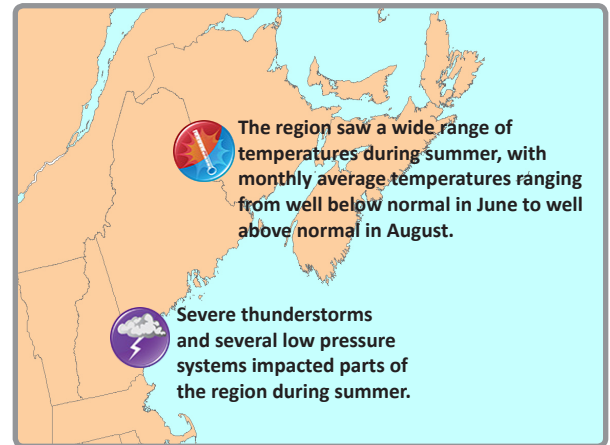 The region saw a wide range of
temperatures during summer, with
monthly average temperatures ranging
from well below normal in June to well
above normal in August.
Severe thunderstorms
and several low pressure
systems impacted parts of
the region during summer.